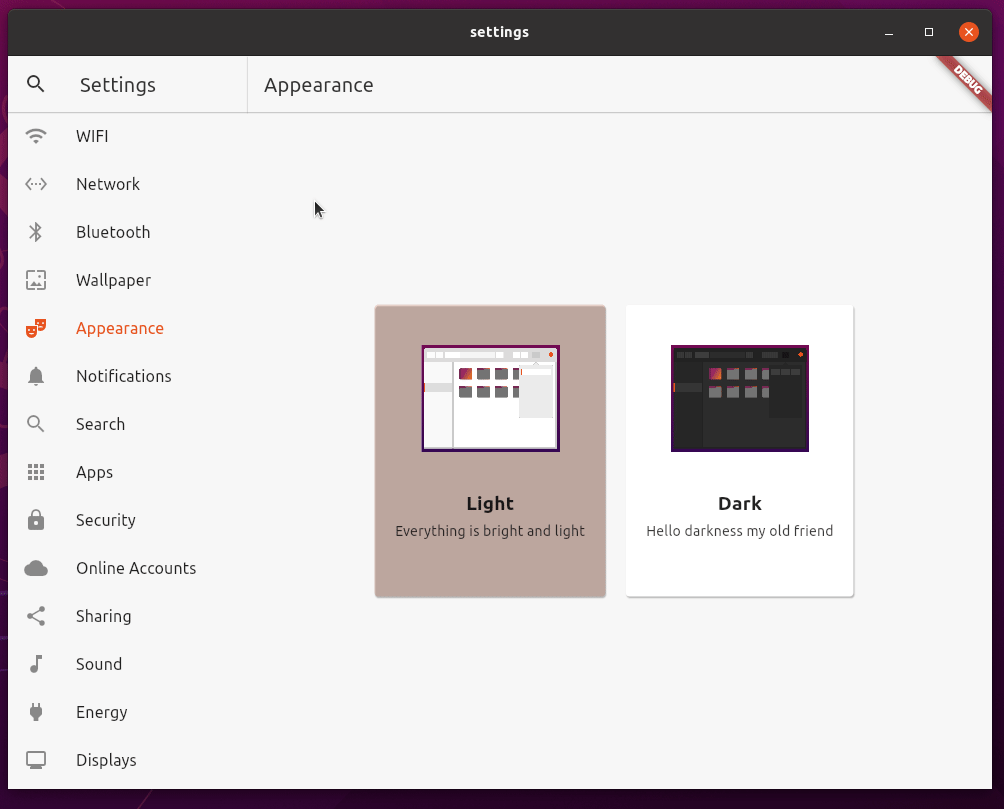 settings
Settings
Appearance
DEBUG
WIFI
Network
Bluetooth
Wallpaper
Appearance
Notifications
Search
Apps
Security
Online Accounts
Sharing
Sound
Energy
Displays
Light
Everything is bright and light
Dark
Hello darkness my old friend